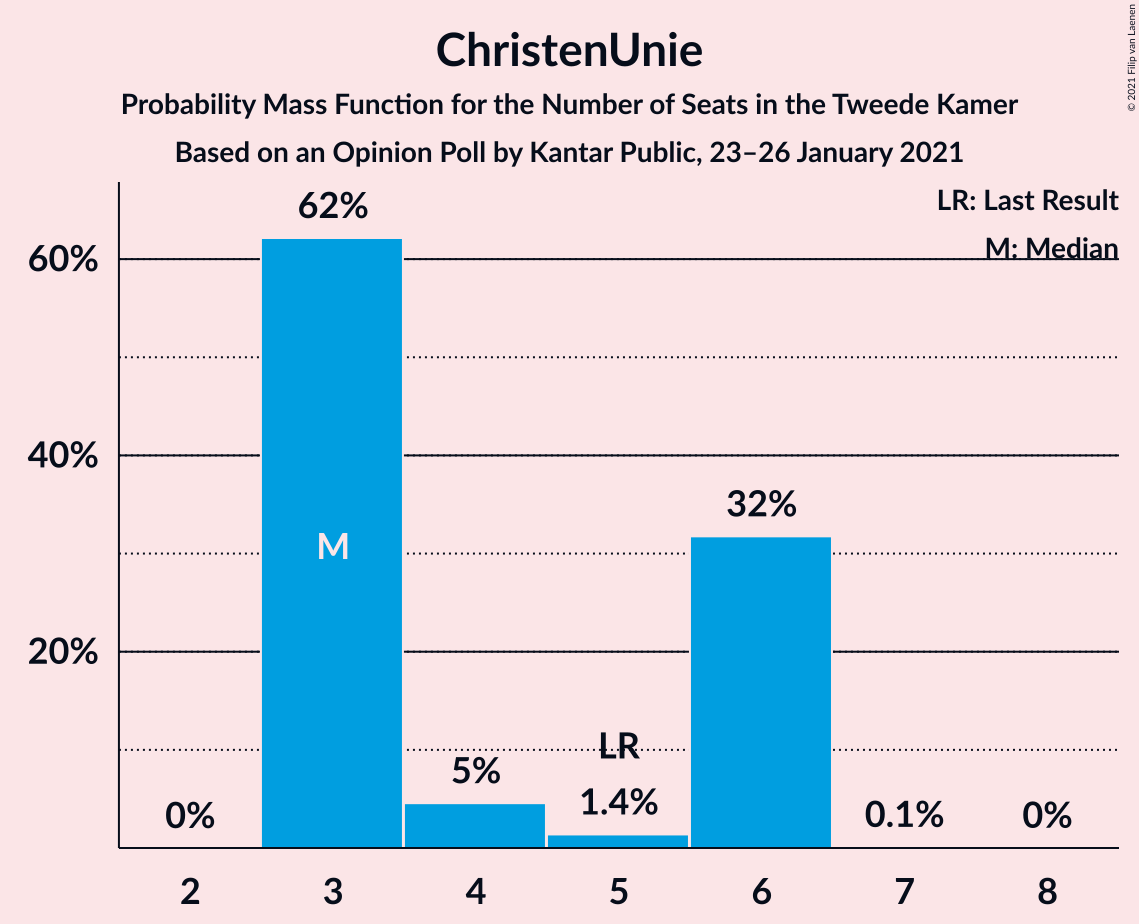 ChristenUnie
Probability Mass Function for the Number of Seats in the Tweede Kamer
Based on an Opinion Poll by Kantar Public, 23–26 January 2021
© 2021 Filip van Laenen
LR: Last Result
M: Median
62%
60%
40%
32%
M
20%
LR
5%
1.4%
0%
0.1%
0%
2 3 4 5 6 7 8